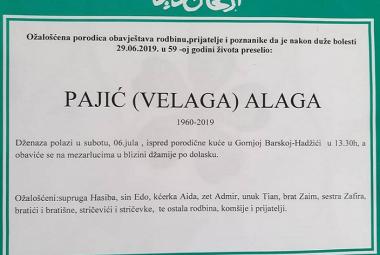 Ožalošćena porodica obavještava rodbinu,prijatelje i poznanike da je nakon duže bolesti
29.06.2019. u 59 -oj godini života preselio:
PAJIĆ (VELAGA) ALAGA
1960-2019
Dženaza polazi u subotu, 06.jula , ispred porodične kuće u Gornjoj Barskoj-Hadžići u 13.30h, a
obaviće se na mezarlucima u blizini džamije po dolasku.
Ožalošćeni:supruga Hasiba, sin Edo, kćerka Aida, zet Admir, unuk Tian, brat Zaim, sestra Zafira,
bratići i bratišne, stričevići i stričevke, te ostala rodbina, komšije i prijatelji.